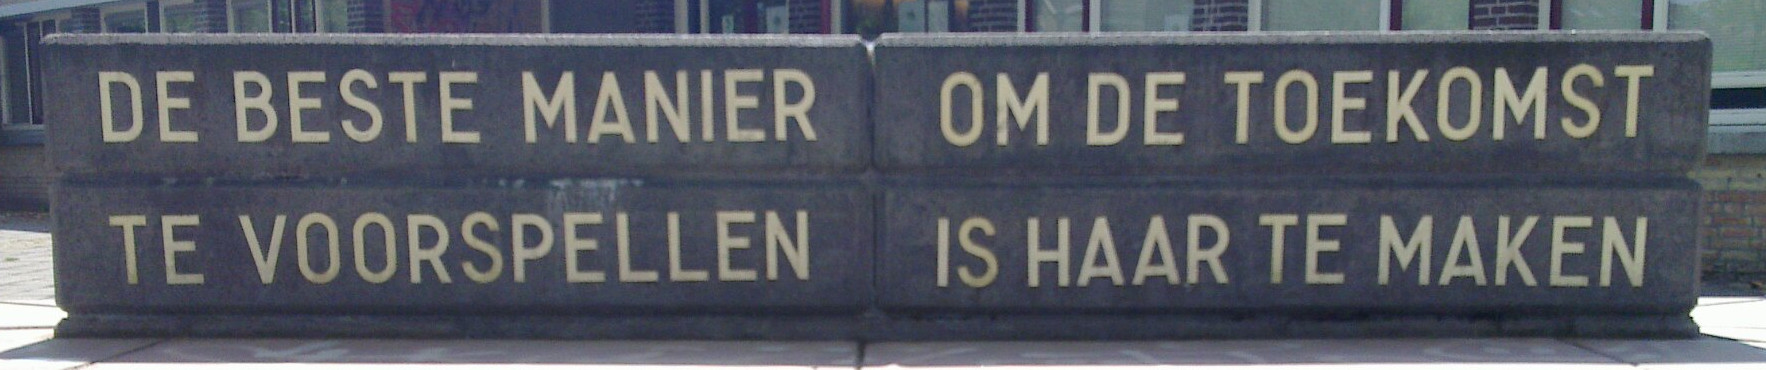 DE BESTE MANIER OM DE TOEKOMST
TE VOORSPELLEN IS HAAR TE MAKEN